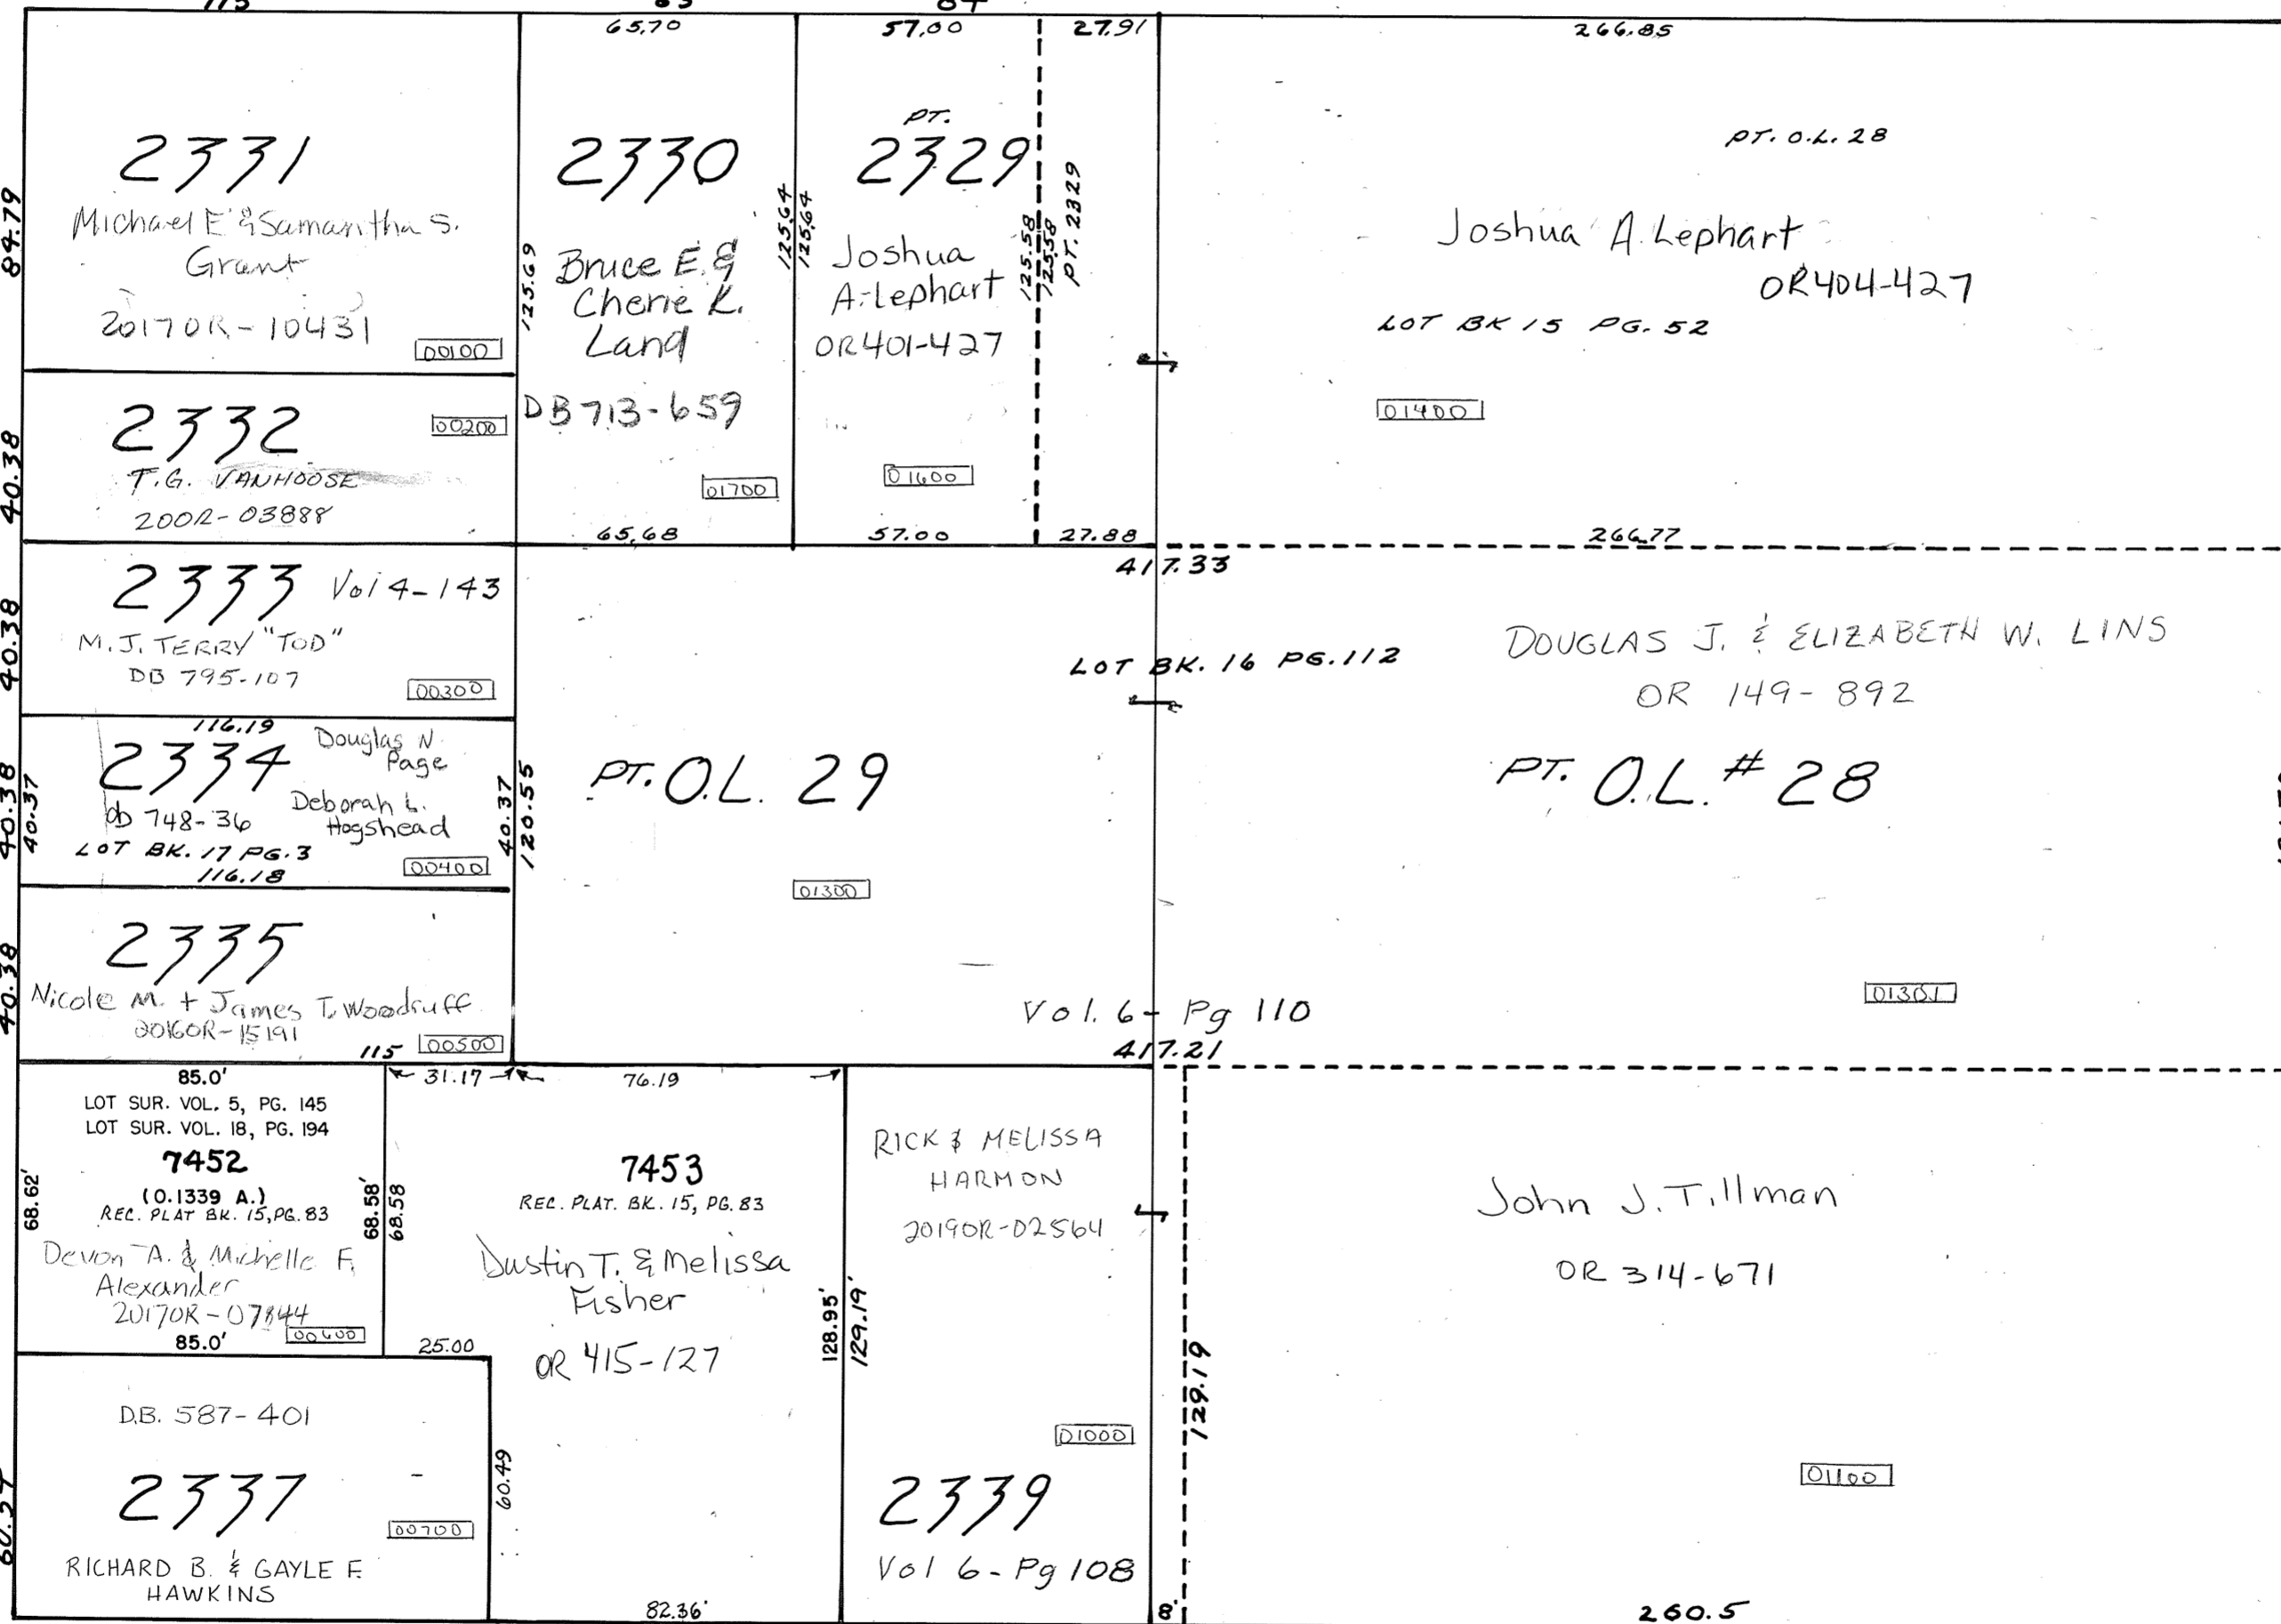 65.70
57.00
27.91
266.85
84.79
2331
Michael E & Samantha S.
Grant
2017OR-10431
00100
125.69
2330
Bruce E. &
Cherie K.
Land
DB 713-659
01700
65.68
125.64
125.64
PT.
2329
Joshua
A. Lephart
OR401-427
01600
57.00
125.58
125.58
PT. 2329
27.88
PT. O.L. 28
Joshua A. Lephart
OR404-427
LOT BK 15 PG. 52
01400
266.77
40.38
2332
00200
T.G. VANHOOSE
200R-03888
40.38
2333 Vol 4-143
M.J. TERRY "TOD"
DB 795-107
00300
417.33
LOT BK. 16 PG. 112
DOUGLAS J. & ELIZABETH W. LINS
OR 149-892
PT. O.L. # 28
01301
40.38
40.37
116.19
2334
Douglas N.
Page
Deborah L.
Hogshead
db 748-36
LOT BK. 17 PG. 3
00400
116.18
40.37
120.55
PT. O.L. 29
01300
40.38
2335
Nicole M. + James T. Woodruff
2016OR-15191
115
00500
Vol. 6 - Pg 110
417.21
85.0'
LOT SUR. VOL. 5, PG. 145
LOT SUR. VOL. 18, PG. 194
7452
(0.1339 A.)
REC. PLAT BK. 15, PG. 83
Devon A. & Michelle F.
Alexander
2017OR-07844
00600
85.0'
68.62'
68.58'
68.58
31.17
76.19
7453
REC. PLAT. BK. 15, PG. 83
Dustin T. & Melissa
Fisher
OR 415-127
25.00
128.95'
129.19'
RICK & MELISSA
HARMON
2019OR-02564
01000
2339
Vol 6-Pg 108
129.19
8'
John J. Tillman
OR 314-671
01100
260.5
D.B. 587-401
2337
00700
RICHARD B. & GAYLE F.
HAWKINS
60.49
82.36'